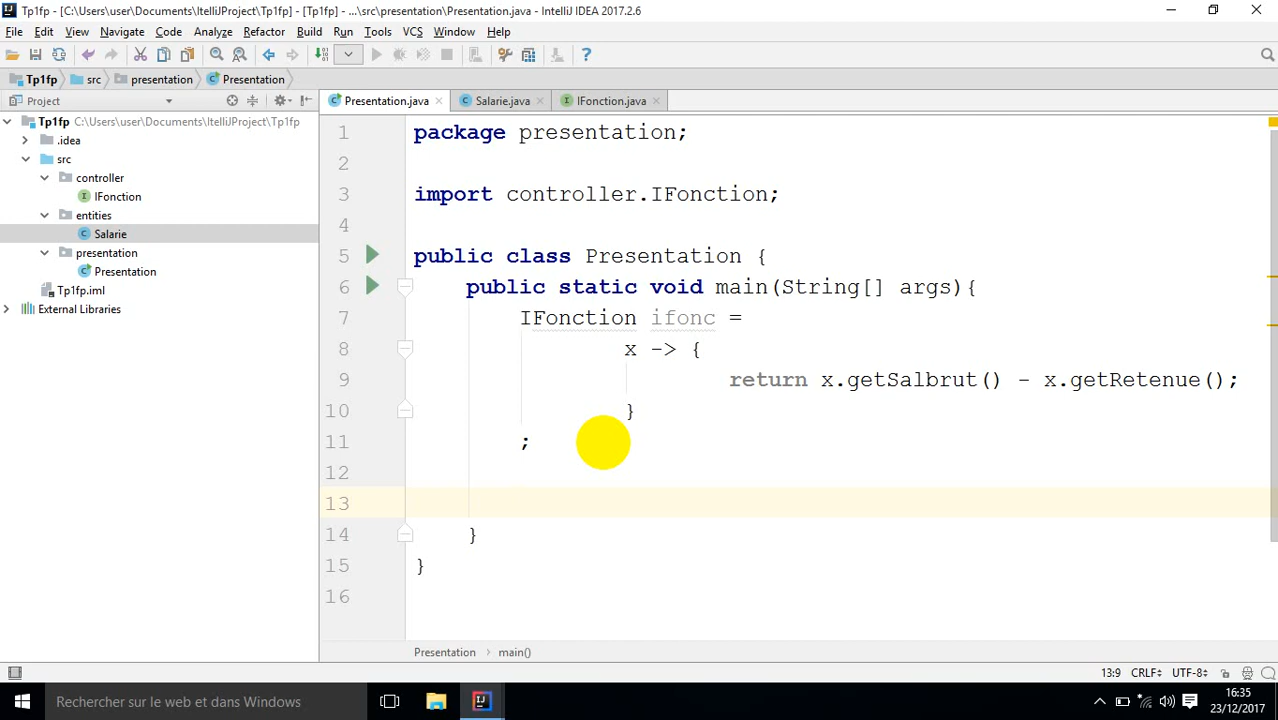 Tp1fp - [C:\Users\user\Documents\ItelliJProject\Tp1fp] - [Tp1fp] - ...\src\presentation\Presentation.java - IntelliJ IDEA 2017.2.6
File Edit View Navigate Code Analyze Refactor Build Run Tools VCS Window Help
Tp1fp src presentation Presentation
Project
Presentation.java Salarie.java IFonction.java
Tp1fp C:\Users\user\Documents\ItelliJProject\Tp1fp
.idea
src
controller
IFonction
entities
Salarie
presentation
Presentation
Tp1fp.iml
External Libraries
1 package presentation;
2
3 import controller.IFonction;
4
5 public class Presentation {
6 public static void main(String[] args){
7 IFonction ifonc =
8 x -> {
9 return x.getSalbrut() - x.getRetenue();
10 }
11 ;
12
13
14 }
15 }
16
Presentation main()
13:9 CRLF UTF-8
Rechercher sur le web et dans Windows
16:35
23/12/2017